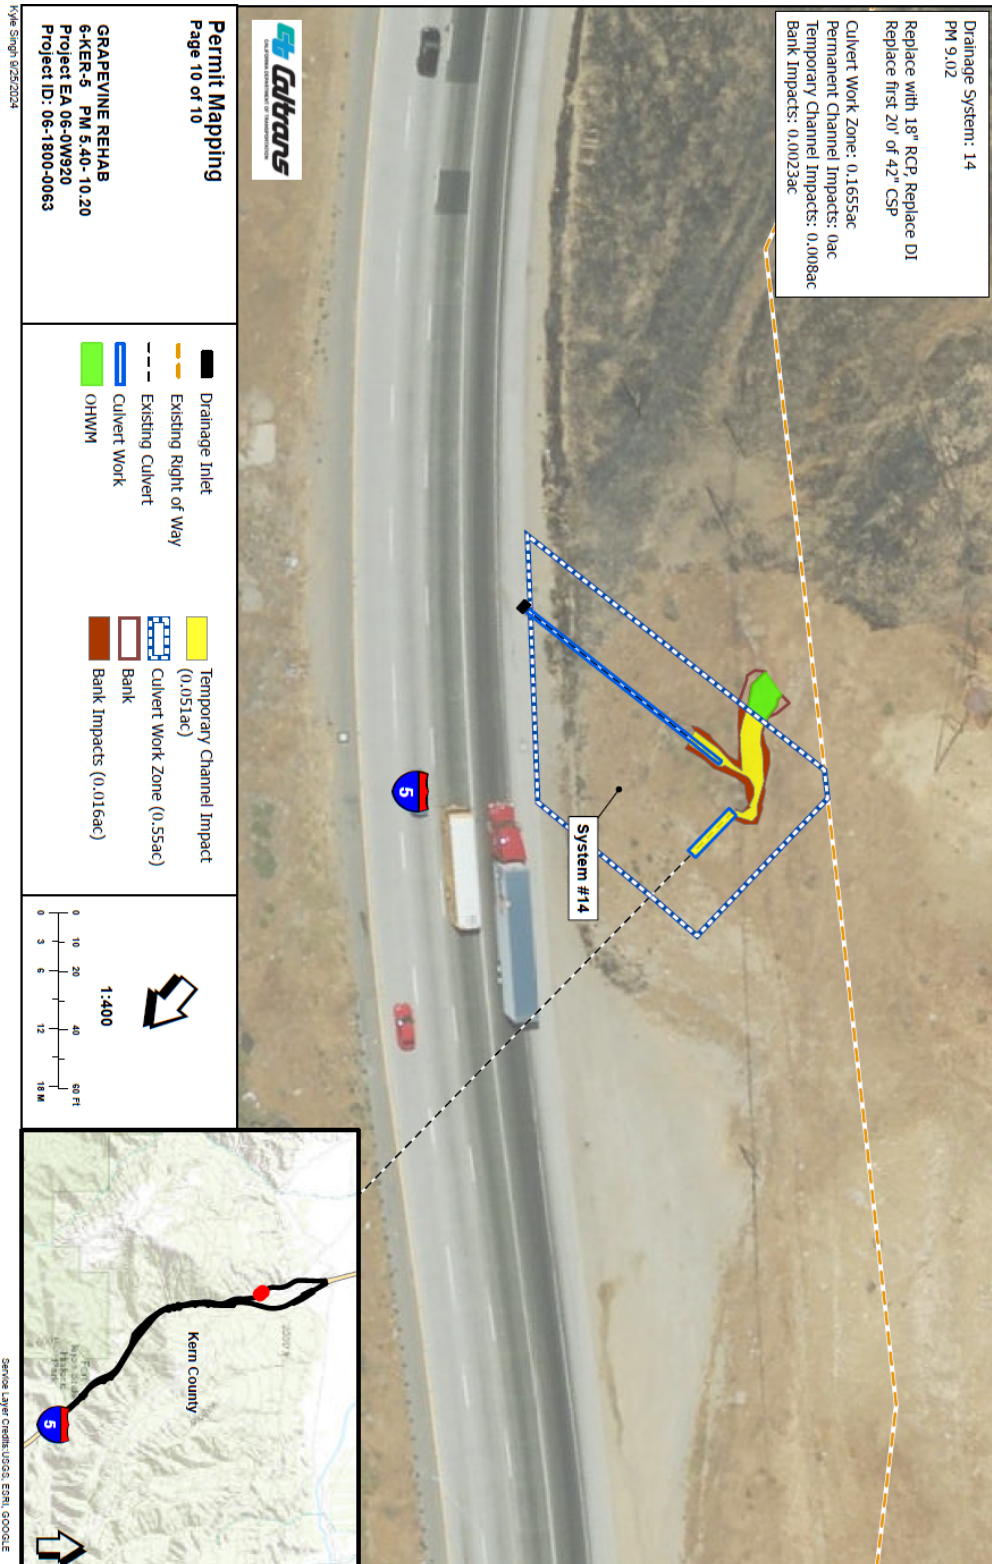 Drainage System: 14
PM 9.02
Replace with 18" RCP, Replace DI
Replace first 20' of 42" CSP
Culvert Work Zone: 0.1655ac
Permanent Channel Impacts: 0ac
Temporary Channel Impacts: 0.008ac
Bank Impacts: 0.0023ac
System #14
5
Caltrans
CALIFORNIA DEPARTMENT OF TRANSPORTATION
Permit Mapping
Page 10 of 10
GRAPEVINE REHAB
6-KER-5 PM 5.40- 10.20
Project EA 06-0W920
Project ID: 06-1800-0063
Drainage Inlet
Existing Right of Way
Existing Culvert
Culvert Work
OHWM
Temporary Channel Impact
(0.051ac)
Culvert Work Zone (0.55ac)
Bank
Bank Impacts (0.016ac)
1:400
0 10 20 40 60 Ft
0 3 6 12 18 M
Kern County
5
Kyle Singh 9/25/2024
Service Layer Credits:USGS, ESRI, GOOGLE